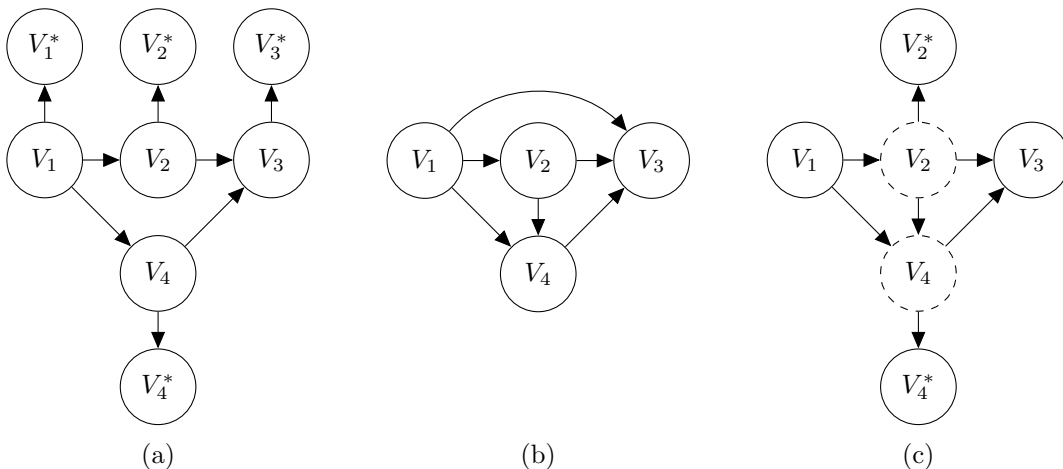 V₁* V₂* V₃* V₂*
V₁ V₂ V₃ V₁ V₂ V₃ V₁ V₂ V₃
V₄ V₄ V₄
V₄* V₄*
(a) (b) (c)